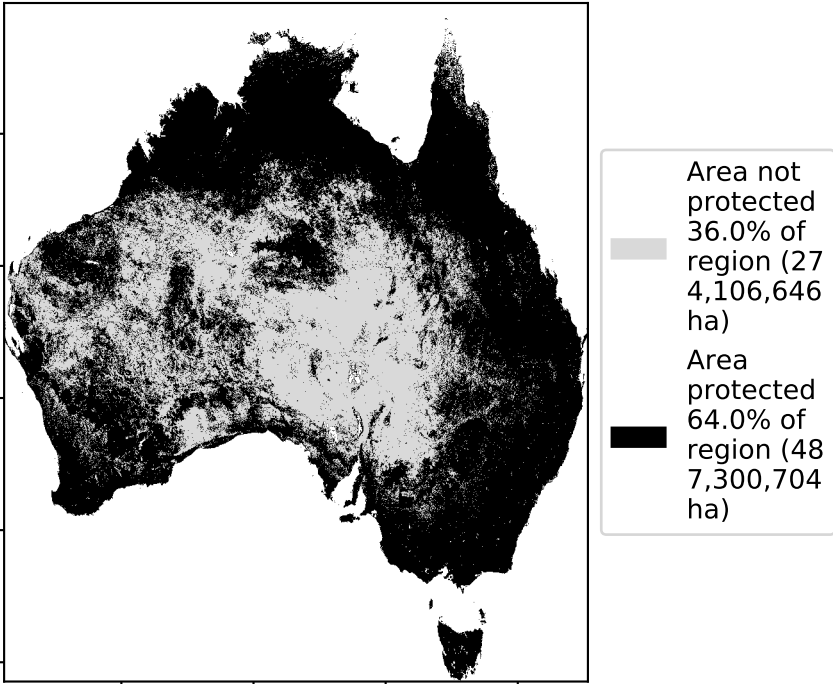 Area not
protected
36.0% of
region (27
4,106,646
ha)
Area
protected
64.0% of
region (48
7,300,704
ha)